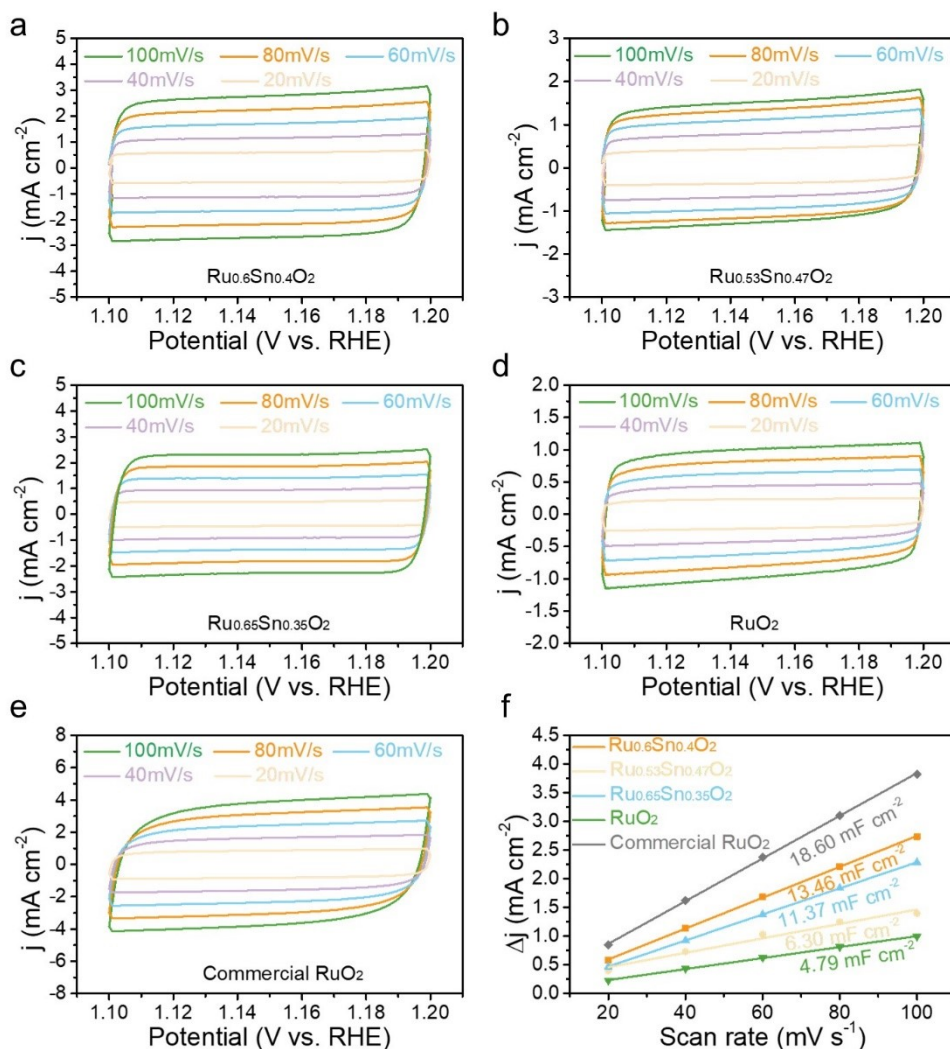 a
100mV/s 80mV/s 60mV/s
40mV/s 20mV/s
5
4
3
2
1
0
-1
-2
-3
-4
-5
j (mA cm⁻²)
Ru₀.₆Sn₀.₄O₂
1.10 1.12 1.14 1.16 1.18 1.20
Potential (V vs. RHE)
b
100mV/s 80mV/s 60mV/s
40mV/s 20mV/s
3
2
1
0
-1
-2
-3
j (mA cm⁻²)
Ru₀.₅₃Sn₀.₄₇O₂
1.10 1.12 1.14 1.16 1.18 1.20
Potential (V vs. RHE)
c
100mV/s 80mV/s 60mV/s
40mV/s 20mV/s
5
4
3
2
1
0
-1
-2
-3
-4
-5
j (mA cm⁻²)
Ru₀.₆₅Sn₀.₃₅O₂
1.10 1.12 1.14 1.16 1.18 1.20
Potential (V vs. RHE)
d
100mV/s 80mV/s 60mV/s
40mV/s 20mV/s
2.0
1.5
1.0
0.5
0.0
-0.5
-1.0
-1.5
-2.0
j (mA cm⁻²)
RuO₂
1.10 1.12 1.14 1.16 1.18 1.20
Potential (V vs. RHE)
e
100mV/s 80mV/s 60mV/s
40mV/s 20mV/s
8
6
4
2
0
-2
-4
-6
-8
j (mA cm⁻²)
Commercial RuO₂
1.10 1.12 1.14 1.16 1.18 1.20
Potential (V vs. RHE)
f
Ru₀.₆Sn₀.₄O₂
Ru₀.₅₃Sn₀.₄₇O₂
Ru₀.₆₅Sn₀.₃₅O₂
RuO₂
Commercial RuO₂
4.5
4.0
3.5
3.0
2.5
2.0
1.5
1.0
0.5
0.0
Δj (mA cm⁻²)
18.60 mF cm⁻²
13.46 mF cm⁻²
11.37 mF cm⁻²
6.30 mF cm⁻²
4.79 mF cm⁻²
20 40 60 80 100
Scan rate (mV s⁻¹)